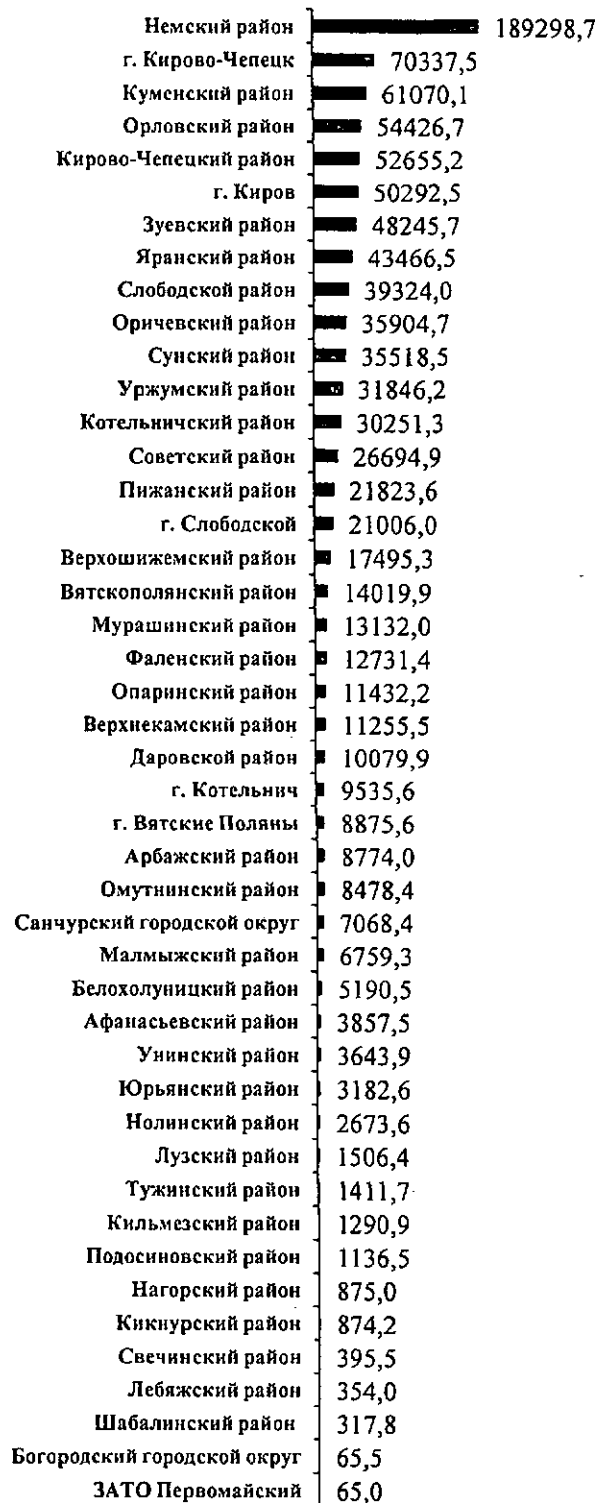 Немский район 189298,7
г. Кирово-Чепецк 70337,5
Куменский район 61070,1
Орловский район 54426,7
Кирово-Чепецкий район 52655,2
г. Киров 50292,5
Зуевский район 48245,7
Яранский район 43466,5
Слободской район 39324,0
Оричевский район 35904,7
Сунский район 35518,5
Уржумский район 31846,2
Котельничский район 30251,3
Советский район 26694,9
Пижанский район 21823,6
г. Слободской 21006,0
Верхошижемский район 17495,3
Вятскополянский район 14019,9
Мурашинский район 13132,0
Фаленский район 12731,4
Опаринский район 11432,2
Верхнекамский район 11255,5
Даровской район 10079,9
г. Котельнич 9535,6
г. Вятские Поляны 8875,6
Арбажский район 8774,0
Омутнинский район 8478,4
Санчурский городской округ 7068,4
Малмыжский район 6759,3
Белохолуницкий район 5190,5
Афанасьевский район 3857,5
Унинский район 3643,9
Юрьянский район 3182,6
Нолинский район 2673,6
Лузский район 1506,4
Тужинский район 1411,7
Кильмезский район 1290,9
Подосиновский район 1136,5
Нагорский район 875,0
Кикнурский район 874,2
Свечинский район 395,5
Лебяжский район 354,0
Шабалинский район 317,8
Богородский городской округ 65,5
ЗАТО Первомайский 65,0